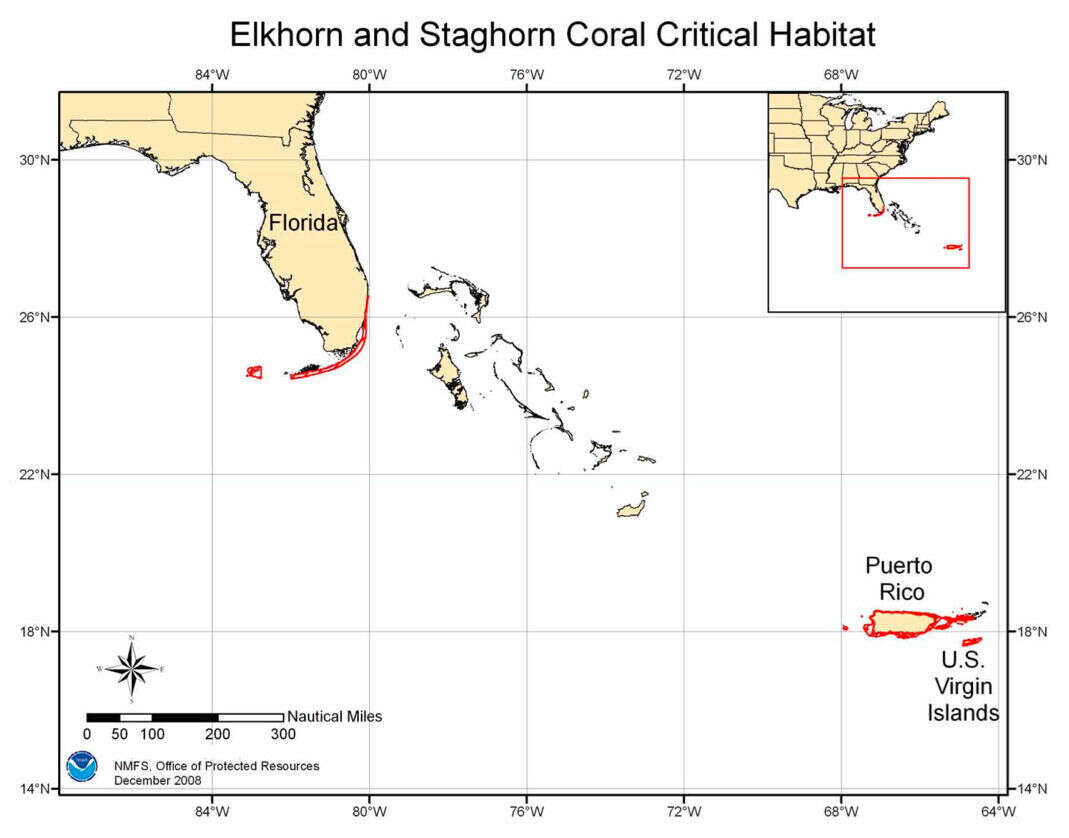 Elkhorn and Staghorn Coral Critical Habitat
84°W 80°W 76°W 72°W 68°W
30°N 30°N
Florida
26°N 26°N
22°N 22°N
Puerto
Rico
18°N 18°N
U.S.
Virgin
Islands
N
W E
S
Nautical Miles
0 50 100 200 300
NMFS, Office of Protected Resources
December 2008
14°N 14°N
84°W 80°W 76°W 72°W 68°W 64°W